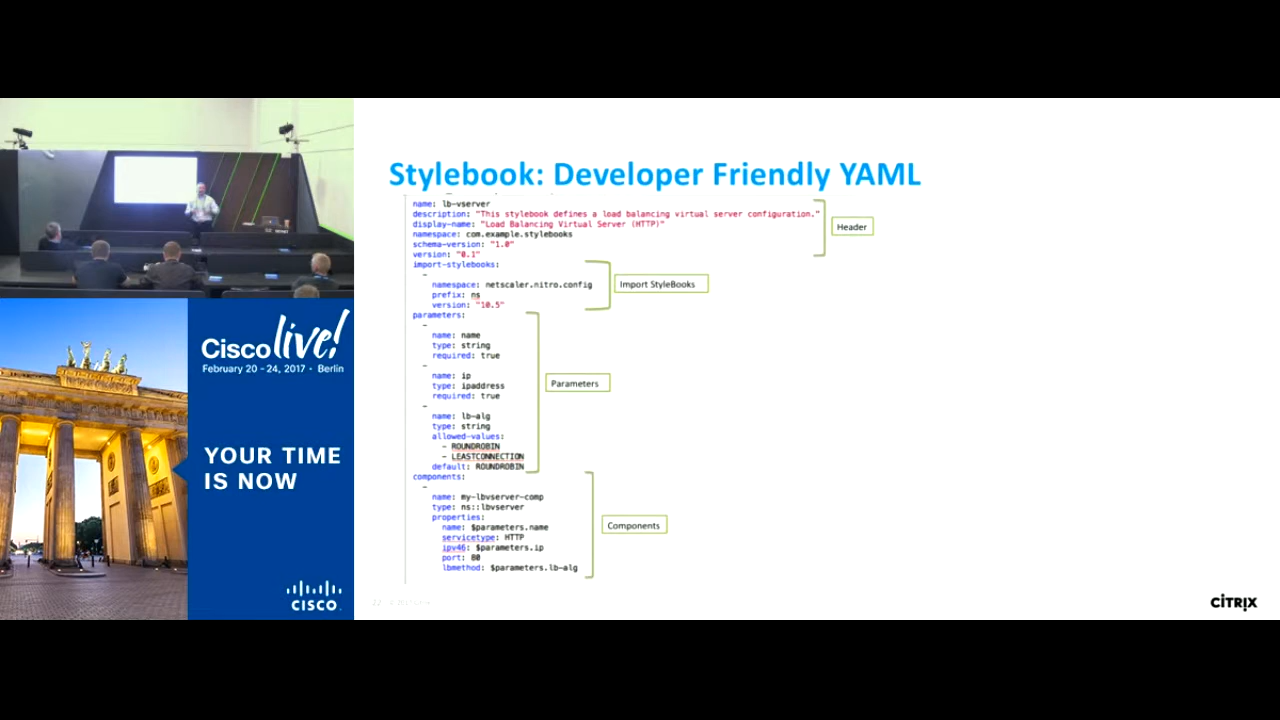 Stylebook: Developer Friendly YAML
name: lb-vserver
description: "This stylebook defines a load balancing virtual server configuration."
display-name: "Load Balancing Virtual Server (HTTP)"
namespace: com.example.stylebooks
schema-version: "1.0"
version: "0.1"
Header
import-stylebooks:
-
namespace: netscaler.nitro.config
prefix: ns
version: "10.5"
Import StyleBooks
parameters:
-
name: name
type: string
required: true
-
name: ip
type: ipaddress
required: true
-
name: lb-alg
type: string
allowed-values:
- ROUNDROBIN
- LEASTCONNECTION
default: ROUNDROBIN
Parameters
components:
-
name: my-lbvserver-comp
type: ns::lbvserver
properties:
name: $parameters.name
servicetype: HTTP
ipv46: $parameters.ip
port: 80
lbmethod: $parameters.lb-alg
Components
Cisco live!
February 20 - 24, 2017 • Berlin
YOUR TIME
IS NOW
CISCO
CITRIX